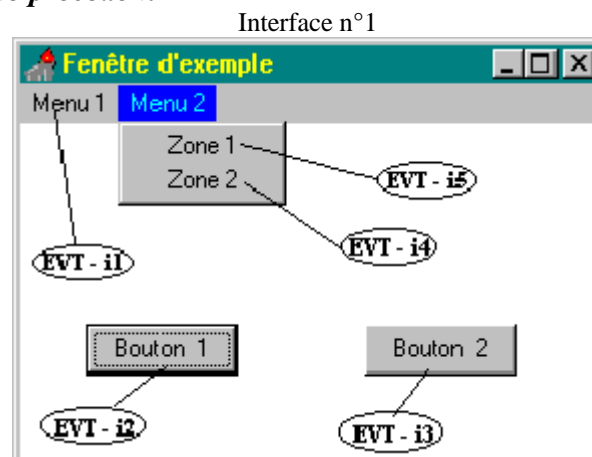 Interface n°1
Fenêtre d'exemple
Menu 1 Menu 2
Zone 1
EVT - i5
Zone 2
EVT - i4
EVT - i1
Bouton 1 Bouton 2
EVT - i2 EVT - i3